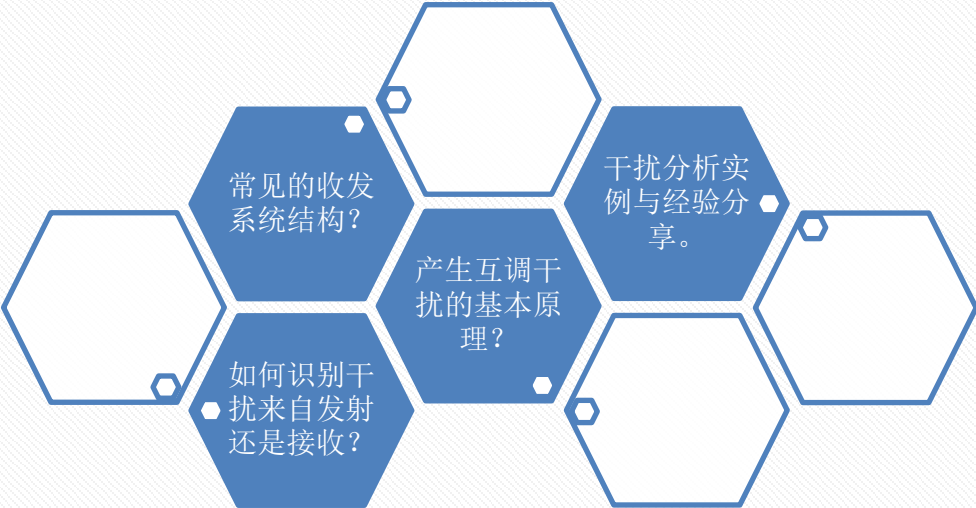 常见的收发
系统结构？
干扰分析实
例与经验分
享。
产生互调干
扰的基本原
理？
如何识别干
扰来自发射
还是接收？